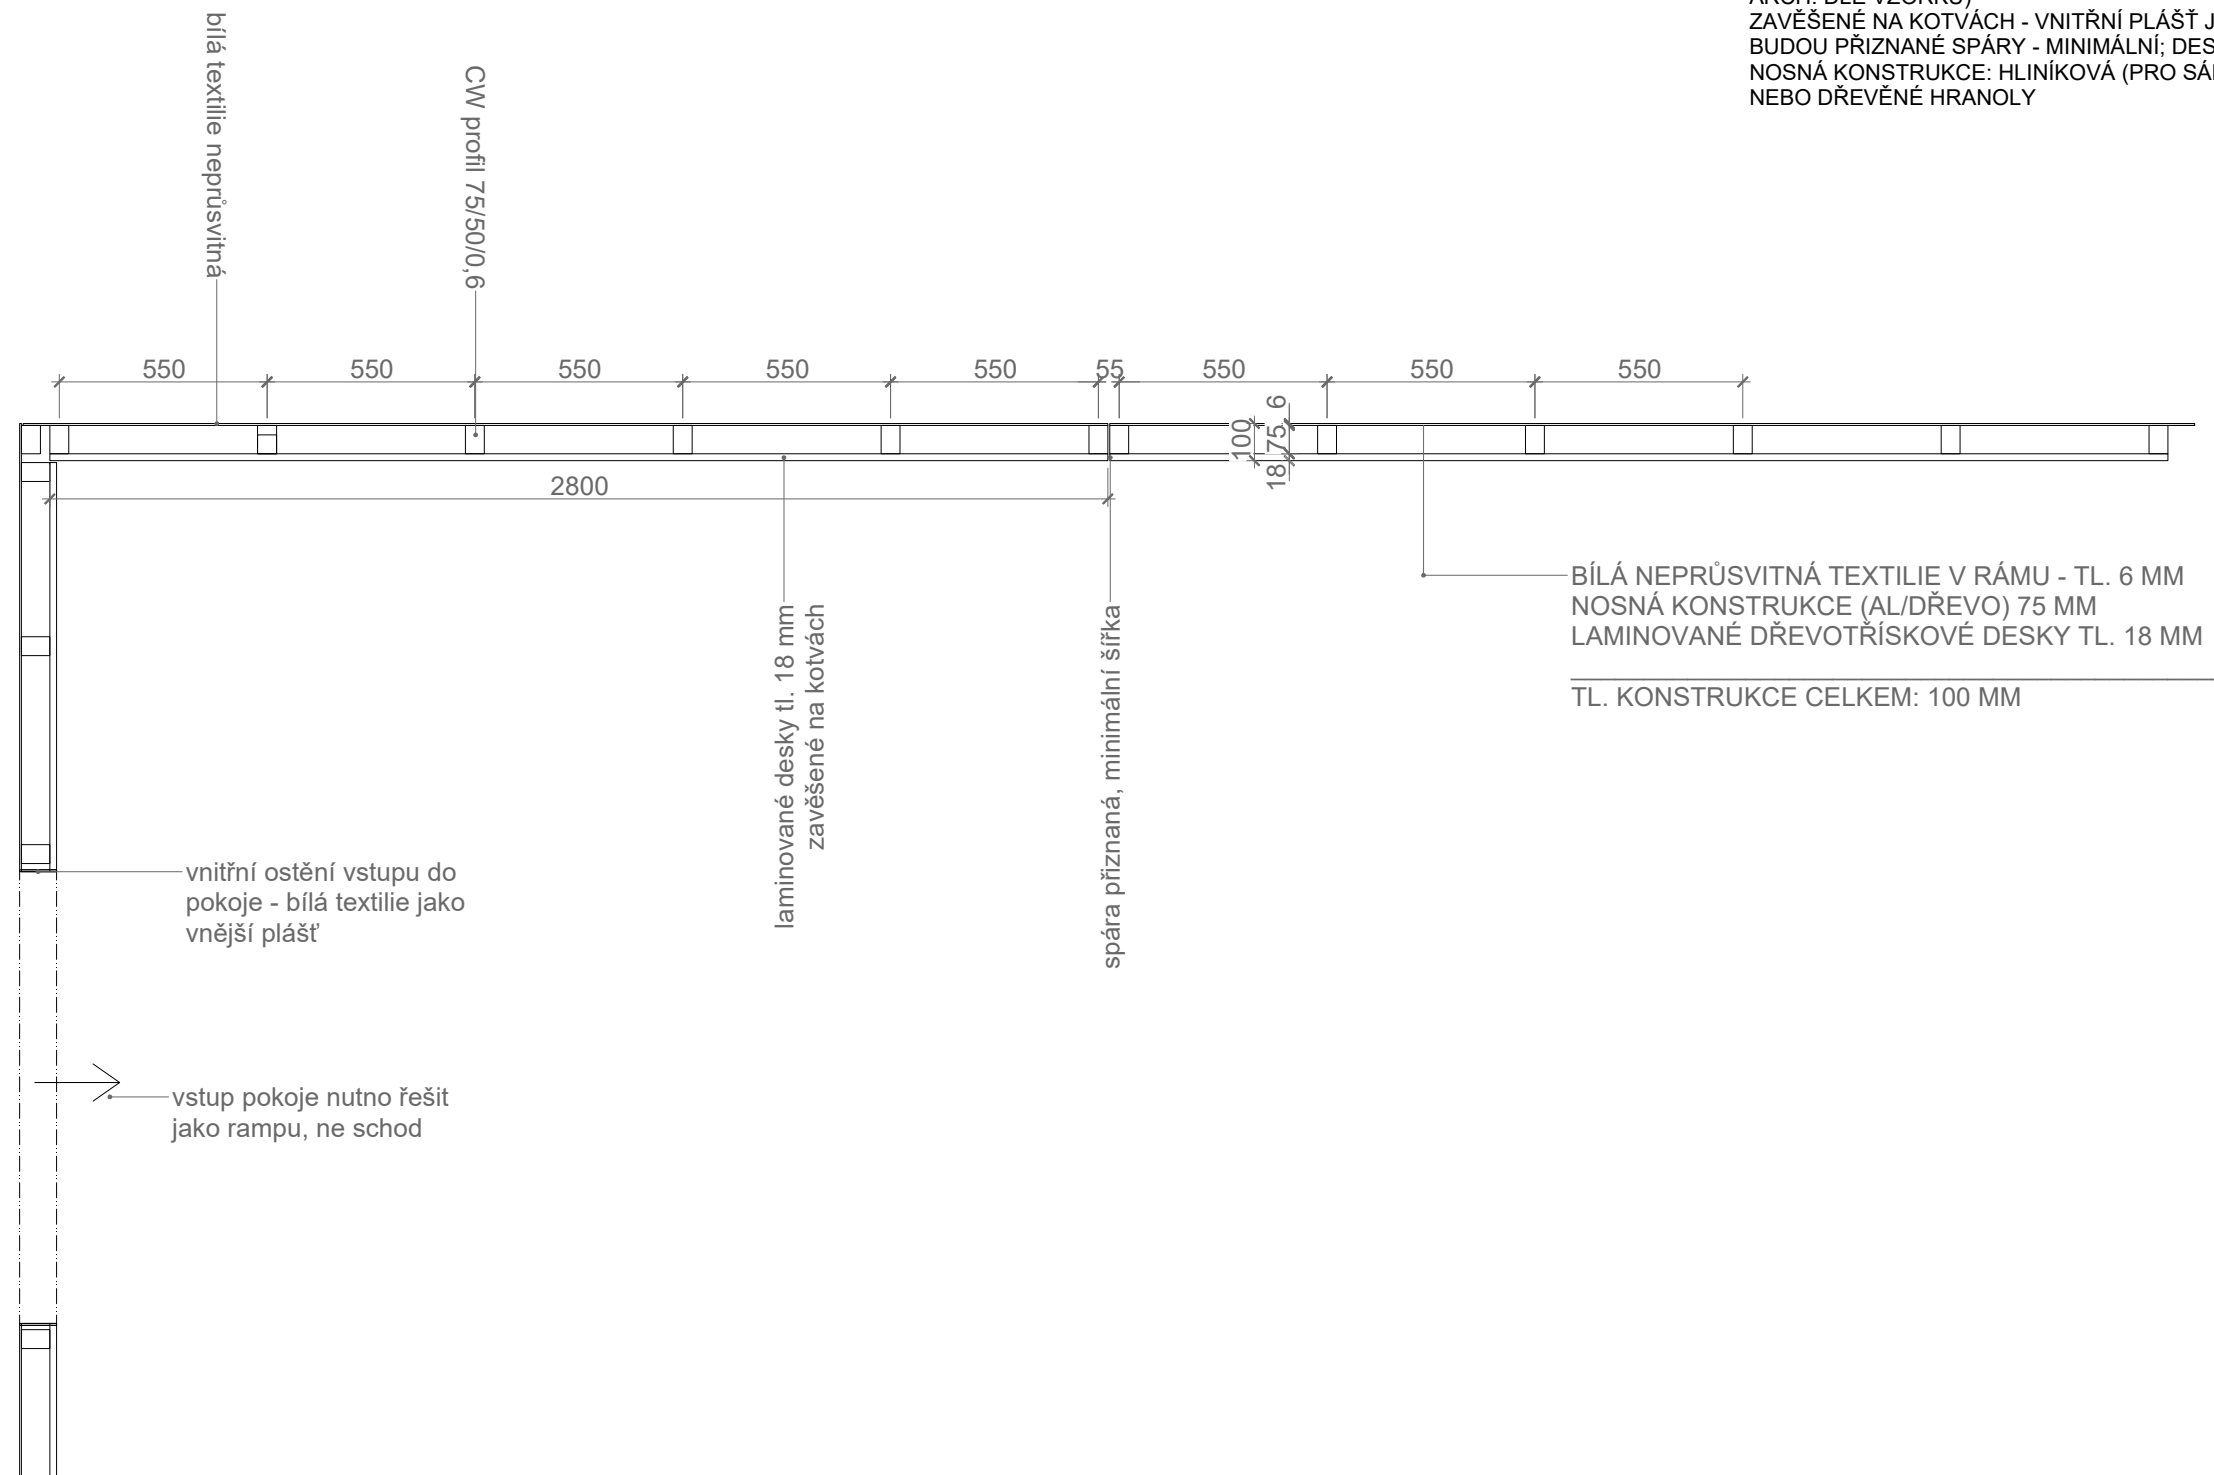 ZAVĚŠENÉ NA KOTVÁCH - VNITŘNÍ PLÁŠŤ
BUDOU PŘIZNANÉ SPÁRY - MINIMÁLNÍ;
NOSNÁ KONSTRUKCE: HLINÍKOVÁ (PRO
NEBO DŘEVĚNÉ HRANOLY
bílá textilie neprůsvitná
CW profil 75/50/0,6
550 550 550 550 550 55 550 550 550
6
100
75
18
2800
BÍLÁ NEPRŮSVITNÁ TEXTILIE V RÁMU - TL. 6 MM
NOSNÁ KONSTRUKCE (AL/DŘEVO) 75 MM
LAMINOVANÉ DŘEVOTŘÍSKOVÉ DESKY TL. 18 MM
TL. KONSTRUKCE CELKEM: 100 MM
laminované desky tl. 18 mm
zavěšené na kotvách
spára přiznaná, minimální šířka
vnitřní ostění vstupu do
pokoje - bílá textilie jako
vnější plášť
vstup pokoje nutno řešit
jako rampu, ne schod